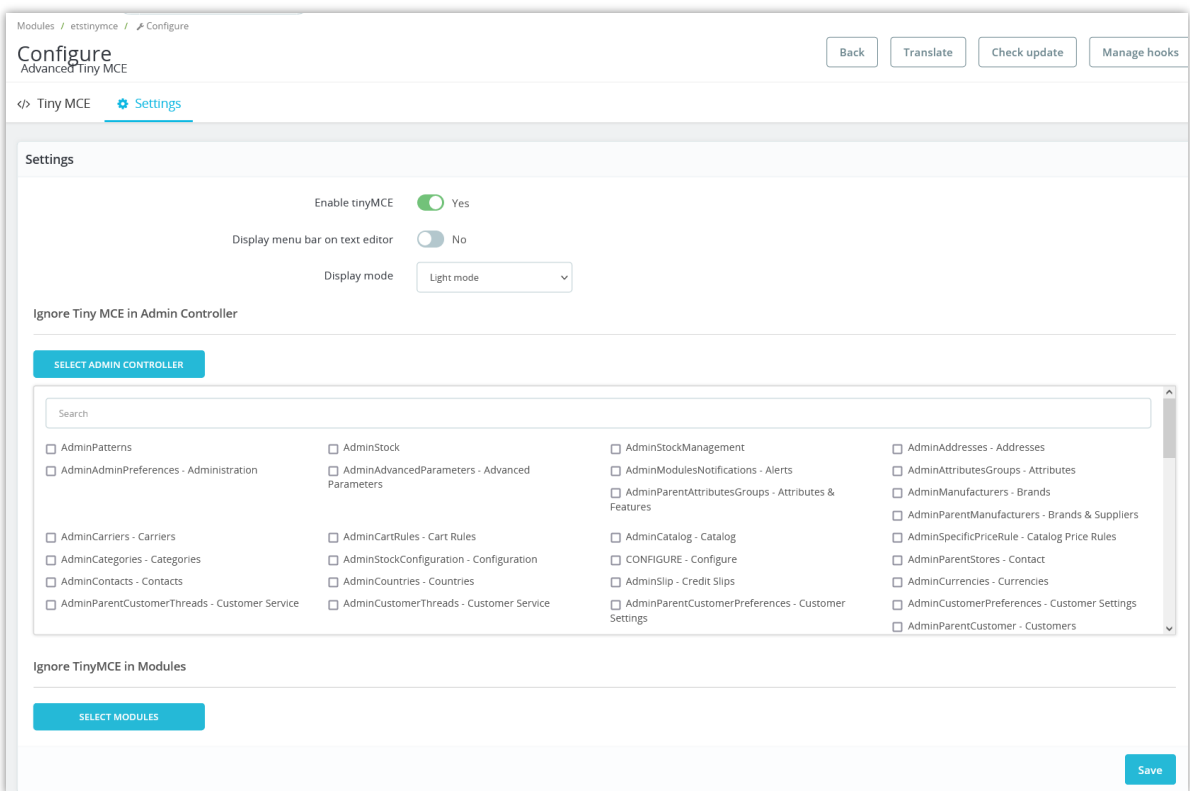 Modules / etstinymce / Configure
Configure
Advanced Tiny MCE
Back Translate Check update Manage hooks
</> Tiny MCE Settings
Settings
Enable tinyMCE Yes
Display menu bar on text editor No
Display mode Light mode
Ignore Tiny MCE in Admin Controller
SELECT ADMIN CONTROLLER
Search
AdminPatterns AdminStock AdminStockManagement AdminAddresses - Addresses
AdminAdminPreferences - Administration AdminAdvancedParameters - Advanced AdminModulesNotifications - Alerts AdminAttributesGroups - Attributes
Parameters
AdminParentAttributesGroups - Attributes & AdminManufacturers - Brands
Features
AdminParentManufacturers - Brands & Suppliers
AdminCarriers - Carriers AdminCartRules - Cart Rules AdminCatalog - Catalog AdminSpecificPriceRule - Catalog Price Rules
AdminCategories - Categories AdminStockConfiguration - Configuration CONFIGURE - Configure AdminParentStores - Contact
AdminContacts - Contacts AdminCountries - Countries AdminSlip - Credit Slips AdminCurrencies - Currencies
AdminParentCustomerThreads - Customer Service AdminCustomerThreads - Customer Service AdminParentCustomerPreferences - Customer AdminCustomerPreferences - Customer Settings
Settings
AdminParentCustomer - Customers
Ignore TinyMCE in Modules
SELECT MODULES
Save